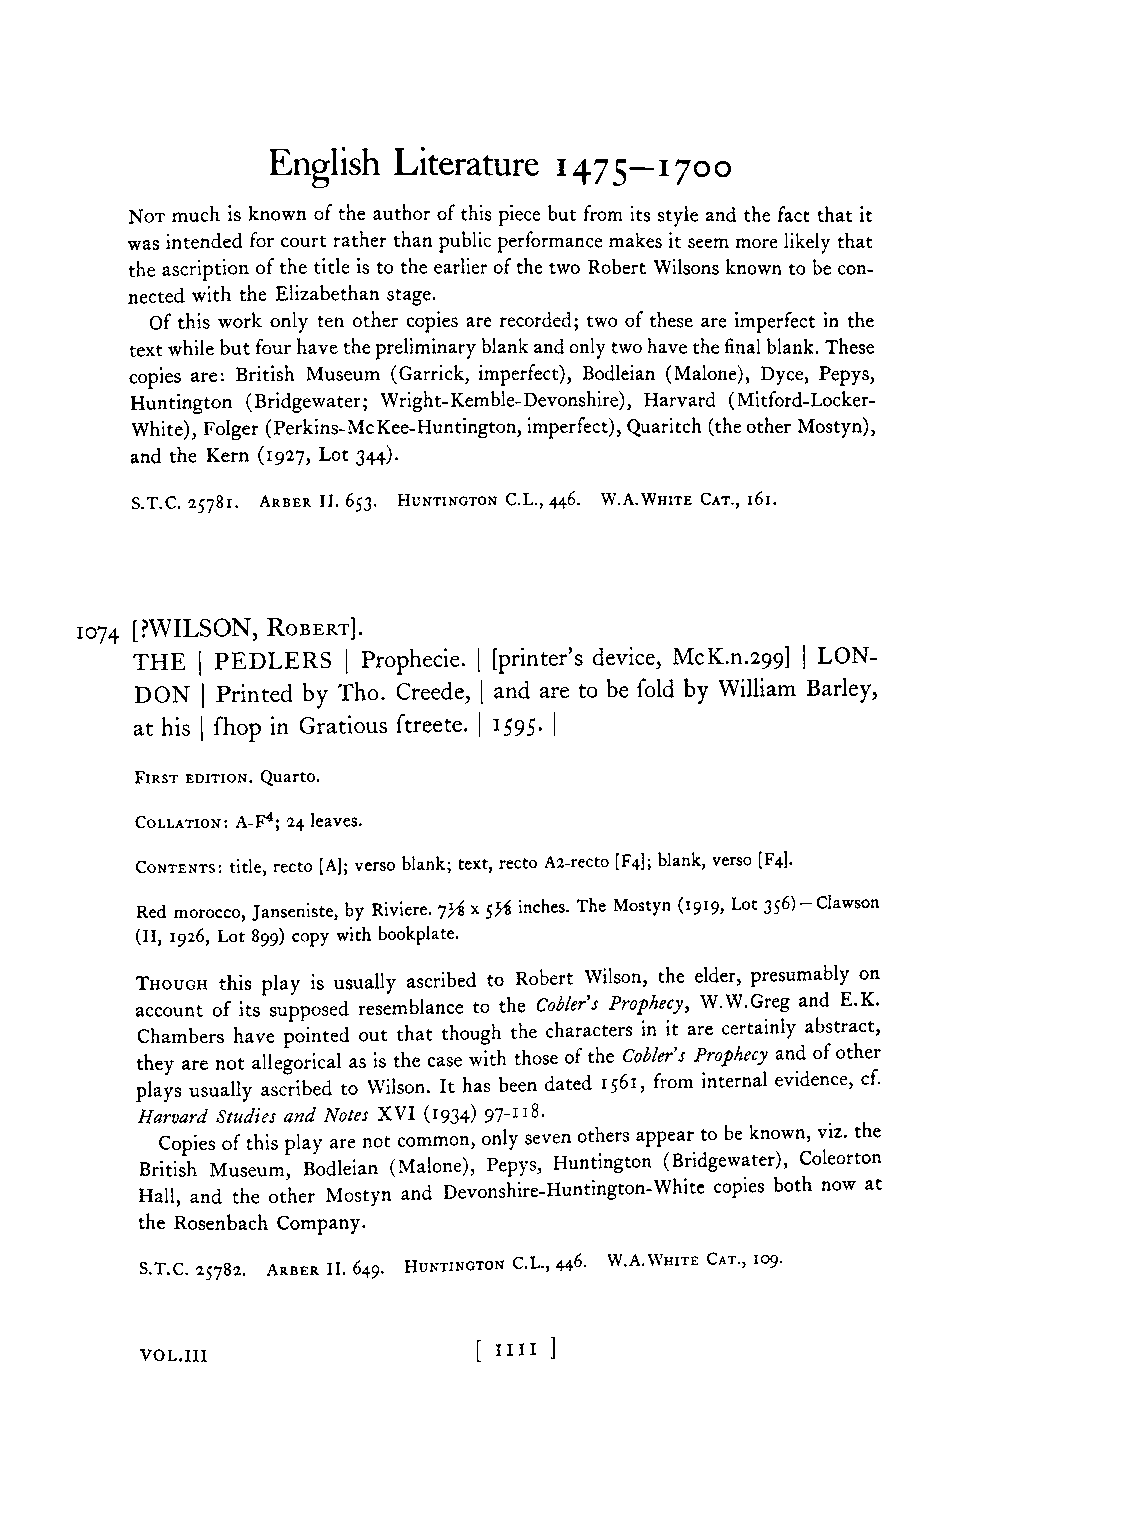 English Literature 1475–1700
Not much is known of the author of this piece but from its style and the fact that it
was intended for court rather than public performance makes it seem more likely that
the ascription of the title is to the earlier of the two Robert Wilsons known to be con-
nected with the Elizabethan stage.
Of this work only ten other copies are recorded; two of these are imperfect in the
text while but four have the preliminary blank and only two have the final blank. These
copies are: British Museum (Garrick, imperfect), Bodleian (Malone), Dyce, Pepys,
Huntington (Bridgewater; Wright-Kemble-Devonshire), Harvard (Mitford-Locker-
White), Folger (Perkins-McKee-Huntington, imperfect), Quaritch (the other Mostyn),
and the Kern (1927, Lot 344).
S.T.C. 25781. Arber II. 653. Huntington C.L., 446. W.A.White Cat., 161.
1074 [?WILSON, Robert].
THE | PEDLERS | Prophecie. | [printer's device, McK.n.299] | LON-
DON | Printed by Tho. Creede, | and are to be ſold by William Barley,
at his | ſhop in Gratious ſtreete. | 1595. |
First edition. Quarto.
Collation: A-F⁴; 24 leaves.
Contents: title, recto [A]; verso blank; text, recto A2-recto [F4]; blank, verso [F4].
Red morocco, Janseniste, by Riviere. 7⅛ x 5⅛ inches. The Mostyn (1919, Lot 356)—Clawson
(II, 1926, Lot 899) copy with bookplate.
Though this play is usually ascribed to Robert Wilson, the elder, presumably on
account of its supposed resemblance to the Cobler's Prophecy, W.W.Greg and E.K.
Chambers have pointed out that though the characters in it are certainly abstract,
they are not allegorical as is the case with those of the Cobler's Prophecy and of other
plays usually ascribed to Wilson. It has been dated 1561, from internal evidence, cf.
Harvard Studies and Notes XVI (1934) 97-118.
Copies of this play are not common, only seven others appear to be known, viz. the
British Museum, Bodleian (Malone), Pepys, Huntington (Bridgewater), Coleorton
Hall, and the other Mostyn and Devonshire-Huntington-White copies both now at
the Rosenbach Company.
S.T.C. 25782. Arber II. 649. Huntington C.L., 446. W.A.White Cat., 109.
VOL.III [ 1111 ]